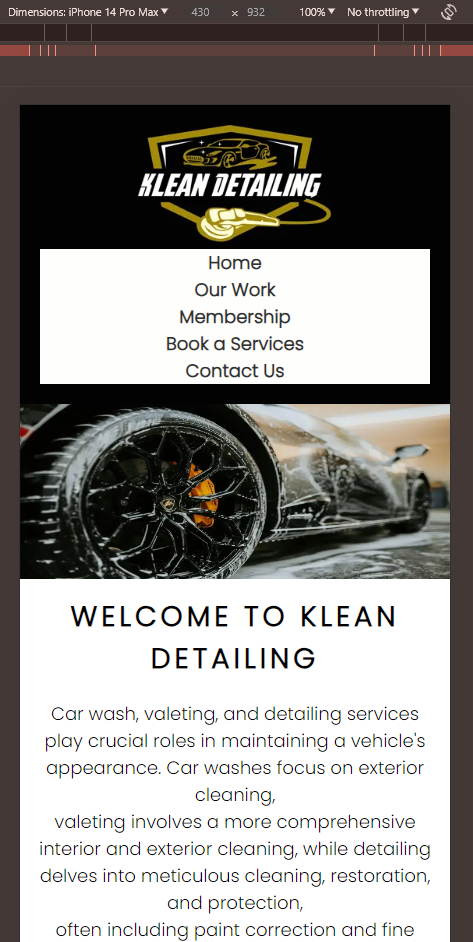 Dimensions: iPhone 14 Pro Max ▼ 430 × 932 100% ▼ No throttling ▼
KLEAN DETAILING
Home
Our Work
Membership
Book a Services
Contact Us
WELCOME TO KLEAN
DETAILING
Car wash, valeting, and detailing services
play crucial roles in maintaining a vehicle's
appearance. Car washes focus on exterior
cleaning,
valeting involves a more comprehensive
interior and exterior cleaning, while detailing
delves into meticulous cleaning, restoration,
and protection,
often including paint correction and fine